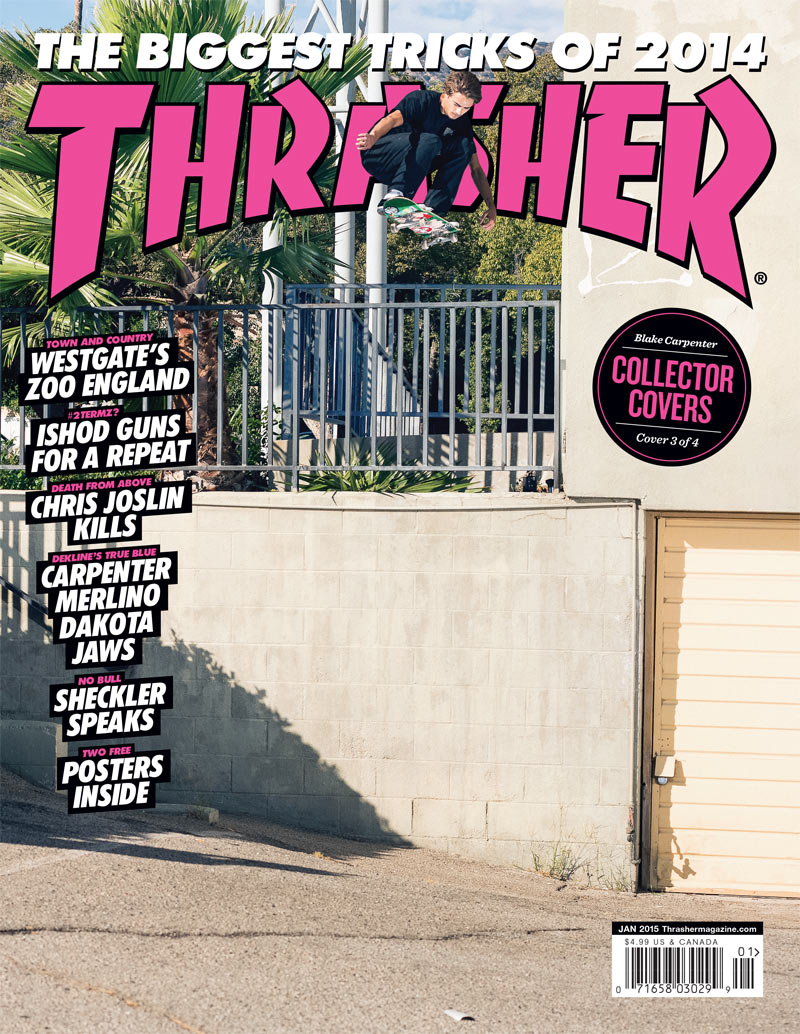 THE BIGGEST TRICKS OF 2014
THRASHER
®
TOWN AND COUNTRY
WESTGATE'S
ZOO ENGLAND
#2TERMZ?
ISHOD GUNS
FOR A REPEAT
DEATH FROM ABOVE
CHRIS JOSLIN
KILLS
DEKLINE'S TRUE BLUE
CARPENTER
MERLINO
DAKOTA
JAWS
NO BULL
SHECKLER
SPEAKS
TWO FREE
POSTERS
INSIDE
Blake Carpenter
COLLECTOR
COVERS
Cover 3 of 4
JAN 2015 Thrashermagazine.com
$4.99 US & CANADA
01>
0 71658 03029 9